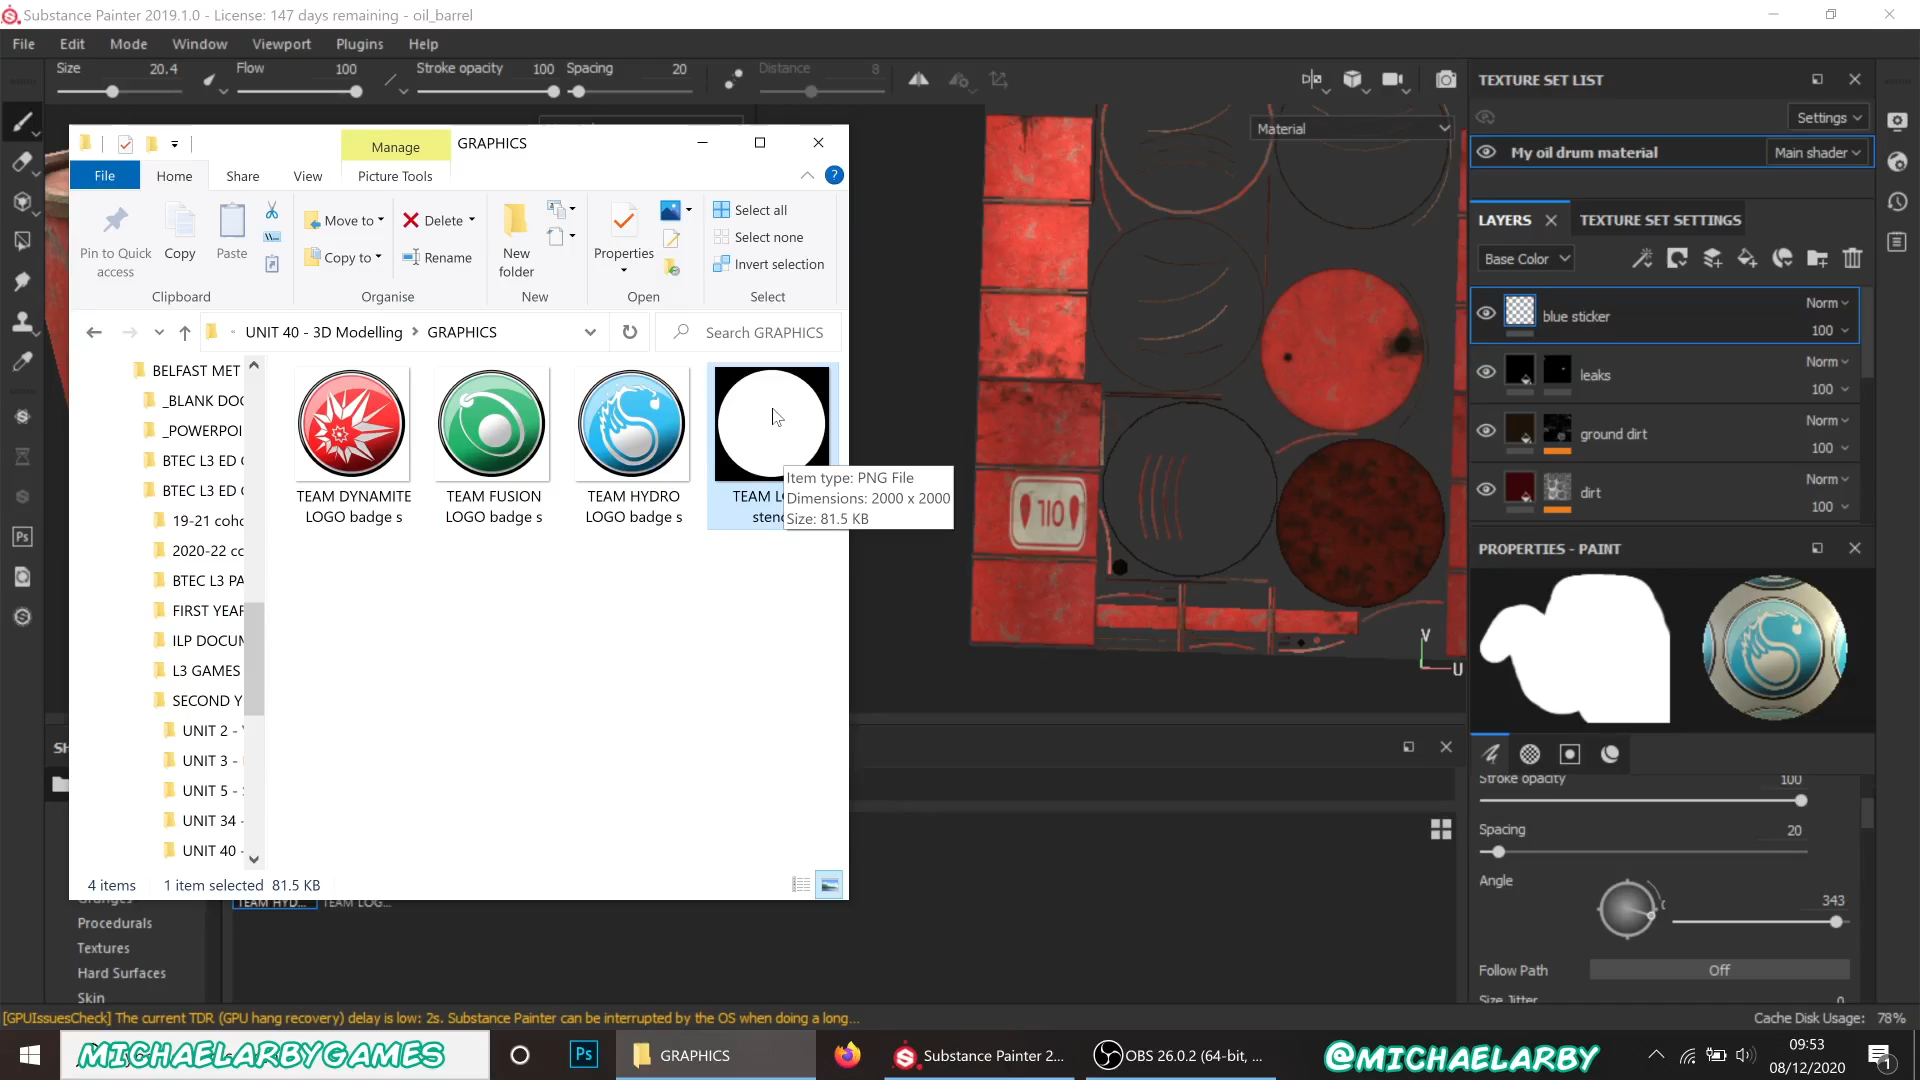 Substance Painter 2019.1.0 - License: 147 days remaining - oil_barrel
File Edit Mode Window Viewport Plugins Help
Size 20.4 Flow 100 Stroke opacity 100 Spacing 20 Distance 8
Material
TEXTURE SET LIST
Settings
My oil drum material Main shader
LAYERS TEXTURE SET SETTINGS
Base Color
blue sticker Norm 100
leaks Norm 100
ground dirt Norm 100
dirt Norm 100
PROPERTIES - PAINT
Stroke opacity 100
Spacing 20
Angle
343
Follow Path Off
Size Jitter 0
OIL
V
U
Manage GRAPHICS
File Home Share View Picture Tools
Pin to Quick access
Copy
Paste
Clipboard
Move to
Copy to
Delete
Rename
Organise
New folder
New
Properties
Open
Select all
Select none
Invert selection
Select
UNIT 40 - 3D Modelling > GRAPHICS
Search GRAPHICS
BELFAST MET
_BLANK DOC
_POWERPOI
BTEC L3 ED
BTEC L3 ED
19-21 coho
2020-22 cc
BTEC L3 PA
FIRST YEAR
ILP DOCUM
L3 GAMES
SECOND Y
UNIT 2 -
UNIT 3 -
UNIT 5 -
UNIT 34 -
UNIT 40 -
TEAM DYNAMITE LOGO badge s
TEAM FUSION LOGO badge s
TEAM HYDRO LOGO badge s
Item type: PNG File
Dimensions: 2000 x 2000
Size: 81.5 KB
4 items 1 item selected 81.5 KB
TEAM HYD... TEAM LOG...
Procedurals
Textures
Hard Surfaces
Skin
[GPUIssuesCheck] The current TDR (GPU hang recovery) delay is low: 2s. Substance Painter can be interrupted by the OS when doing a long...
Cache Disk Usage: 78%
MICHAELARBYGAMES
Ps
GRAPHICS
Substance Painter 2...
OBS 26.0.2 (64-bit, ...
@MICHAELARBY
09:53
08/12/2020
1